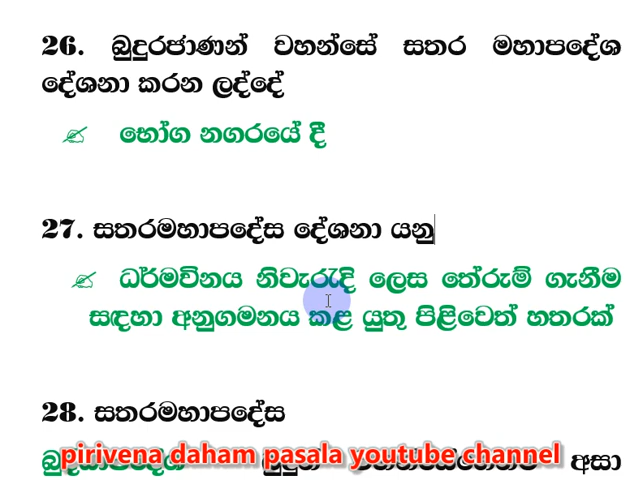 26. බුදුරජාණන් වහන්සේ සතර මහාපදේශ
දේශනා කරන ලද්දේ
භෝග නගරයේ දී
27. සතරමහාපදේස දේශනා යනු
ධර්මවිනය නිවැරැදි ලෙස තේරුම් ගැනීම
සඳහා අනුගමනය කළ යුතු පිළිවෙත් හතරක්
28. සතරමහාපදේස
pirivena daham pasala youtube channel
අසා